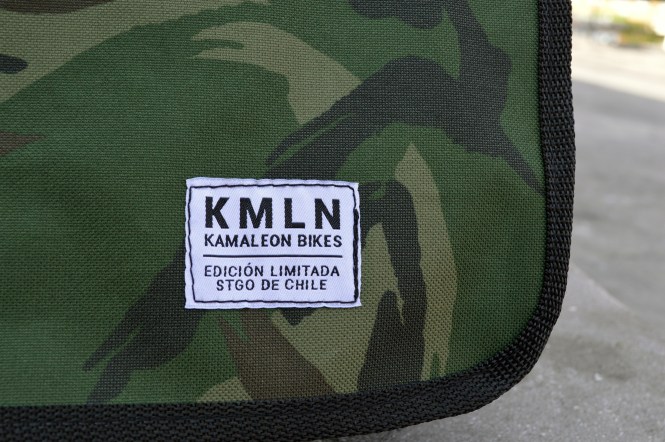 KMLN
KAMALEON BIKES
EDICIÓN LIMITADA
STGO DE CHILE